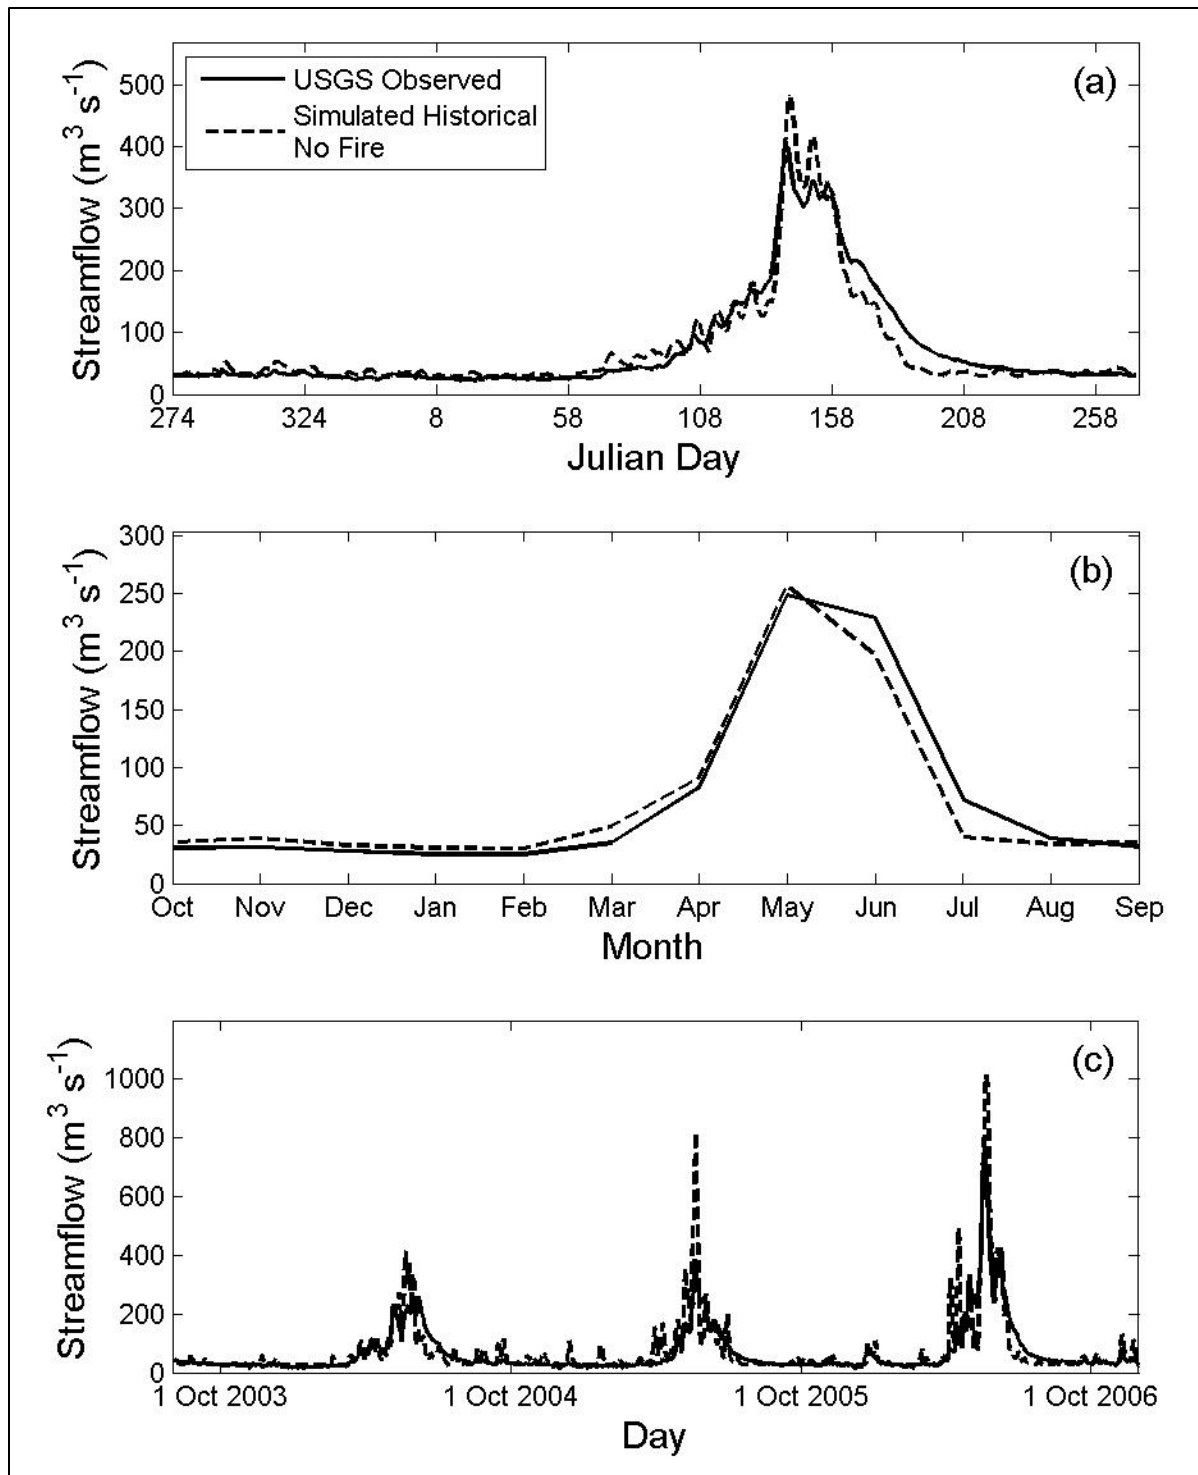 (a)
USGS Observed
Simulated Historical
No Fire
Streamflow (m³ s⁻¹)
500
400
300
200
100
0
274 324 8 58 108 158 208 258
Julian Day
(b)
Streamflow (m³ s⁻¹)
300
250
200
150
100
50
0
Oct Nov Dec Jan Feb Mar Apr May Jun Jul Aug Sep
Month
(c)
Streamflow (m³ s⁻¹)
1000
800
600
400
200
0
1 Oct 2003 1 Oct 2004 1 Oct 2005 1 Oct 2006
Day